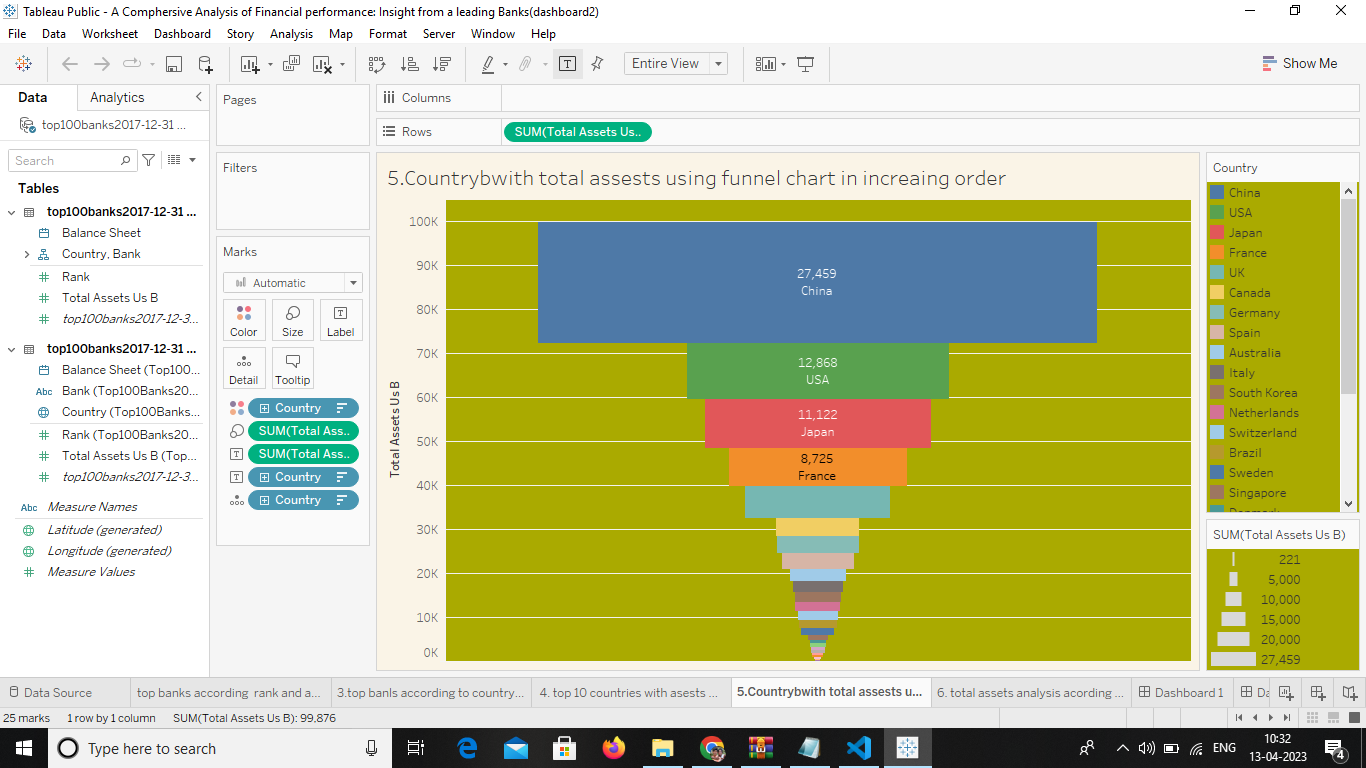 Tableau Public - A Comphersive Analysis of Financial performance: Insight from a leading Banks(dashboard2)
File Data Worksheet Dashboard Story Analysis Map Format Server Window Help
Entire View
Show Me
Data Analytics
top100banks2017-12-31 ...
Search
Tables
top100banks2017-12-31 ...
Balance Sheet
Country, Bank
Rank
Total Assets Us B
top100banks2017-12-3...
top100banks2017-12-31 ...
Balance Sheet (Top100...
Abc Bank (Top100Banks20...
Country (Top100Banks...
Rank (Top100Banks20...
Total Assets Us B (Top...
top100banks2017-12-3...
Abc Measure Names
Latitude (generated)
Longitude (generated)
Measure Values
Pages
Filters
Marks
Automatic
Color Size Label
Detail Tooltip
Country
SUM(Total Ass..
SUM(Total Ass..
Country
Country
Columns
Rows
SUM(Total Assets Us..
5.Countrybwith total assests using funnel chart in increaing order
Total Assets Us B
100K
90K
80K
70K
60K
50K
40K
30K
20K
10K
0K
27,459
China
12,868
USA
11,122
Japan
8,725
France
Country
China
USA
Japan
France
UK
Canada
Germany
Spain
Australia
Italy
South Korea
Netherlands
Switzerland
Brazil
Sweden
Singapore
Denmark
SUM(Total Assets Us B)
221
5,000
10,000
15,000
20,000
27,459
Data Source
top banks according rank and a...
3.top banls according to country...
4. top 10 countries with asests ...
5.Countrybwith total assests u...
6. total assets analysis acording ...
Dashboard 1
Da
25 marks 1 row by 1 column SUM(Total Assets Us B): 99,876
Type here to search
ENG
10:32
13-04-2023
4